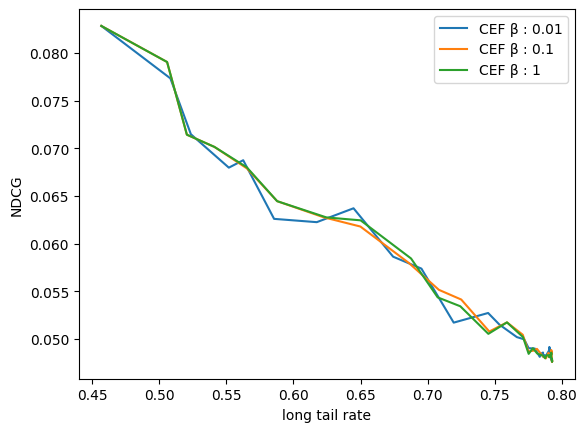 CEF β : 0.01
CEF β : 0.1
CEF β : 1
NDCG
0.080
0.075
0.070
0.065
0.060
0.055
0.050
0.45 0.50 0.55 0.60 0.65 0.70 0.75 0.80
long tail rate